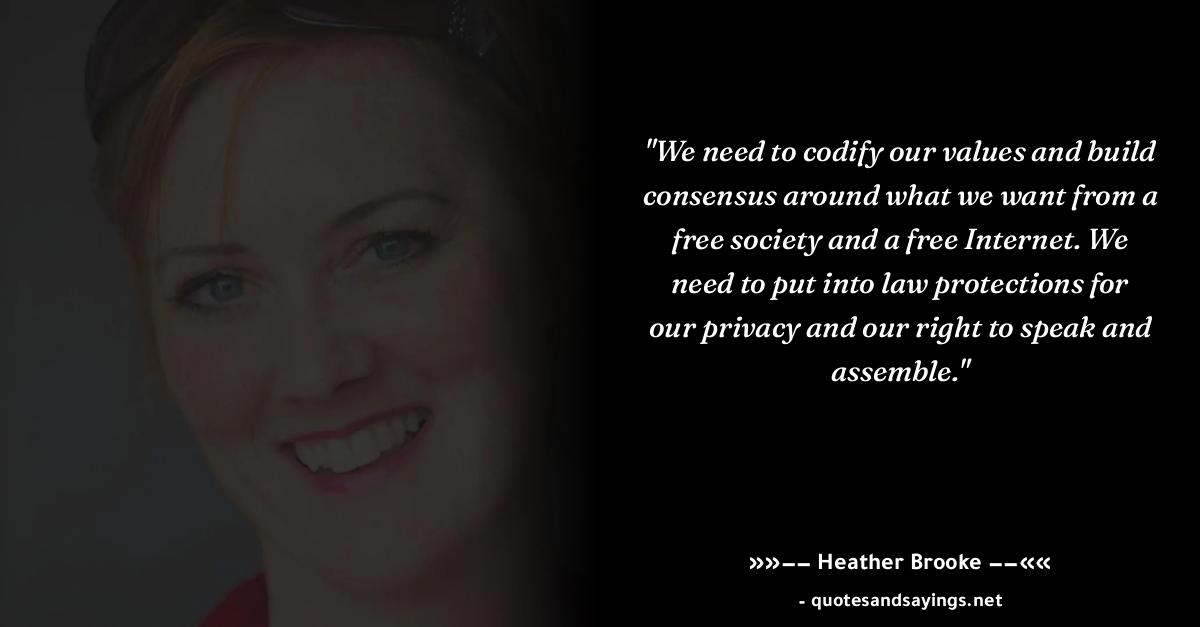 "We need to codify our values and build
consensus around what we want from a
free society and a free Internet. We
need to put into law protections for
our privacy and our right to speak and
assemble."
»»–– Heather Brooke ––««
- quotesandsayings.net